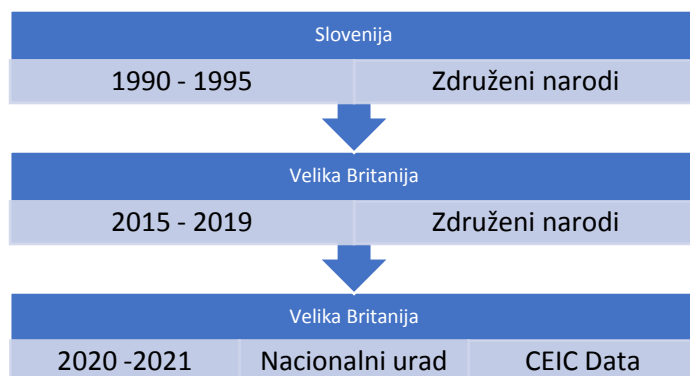 Slovenija
1990 - 1995 Združeni narodi
Velika Britanija
2015 - 2019 Združeni narodi
Velika Britanija
2020 -2021 Nacionalni urad CEIC Data